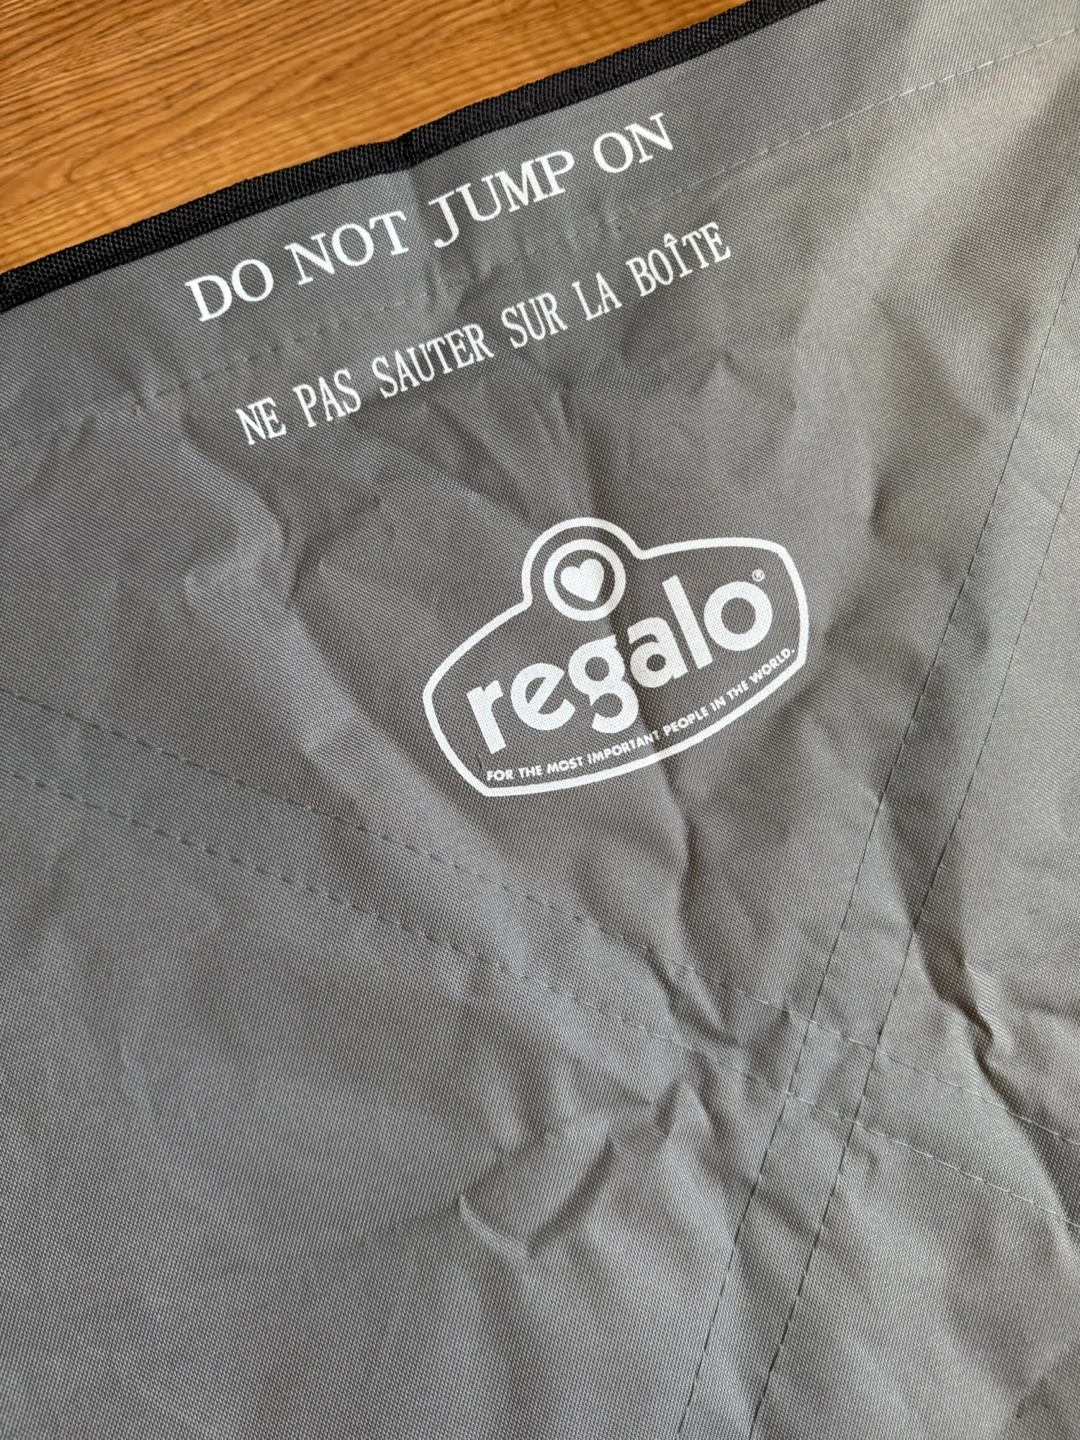 DO NOT JUMP ON
NE PAS SAUTER SUR LA BOÎTE
regalo®
FOR THE MOST IMPORTANT PEOPLE IN THE WORLD.